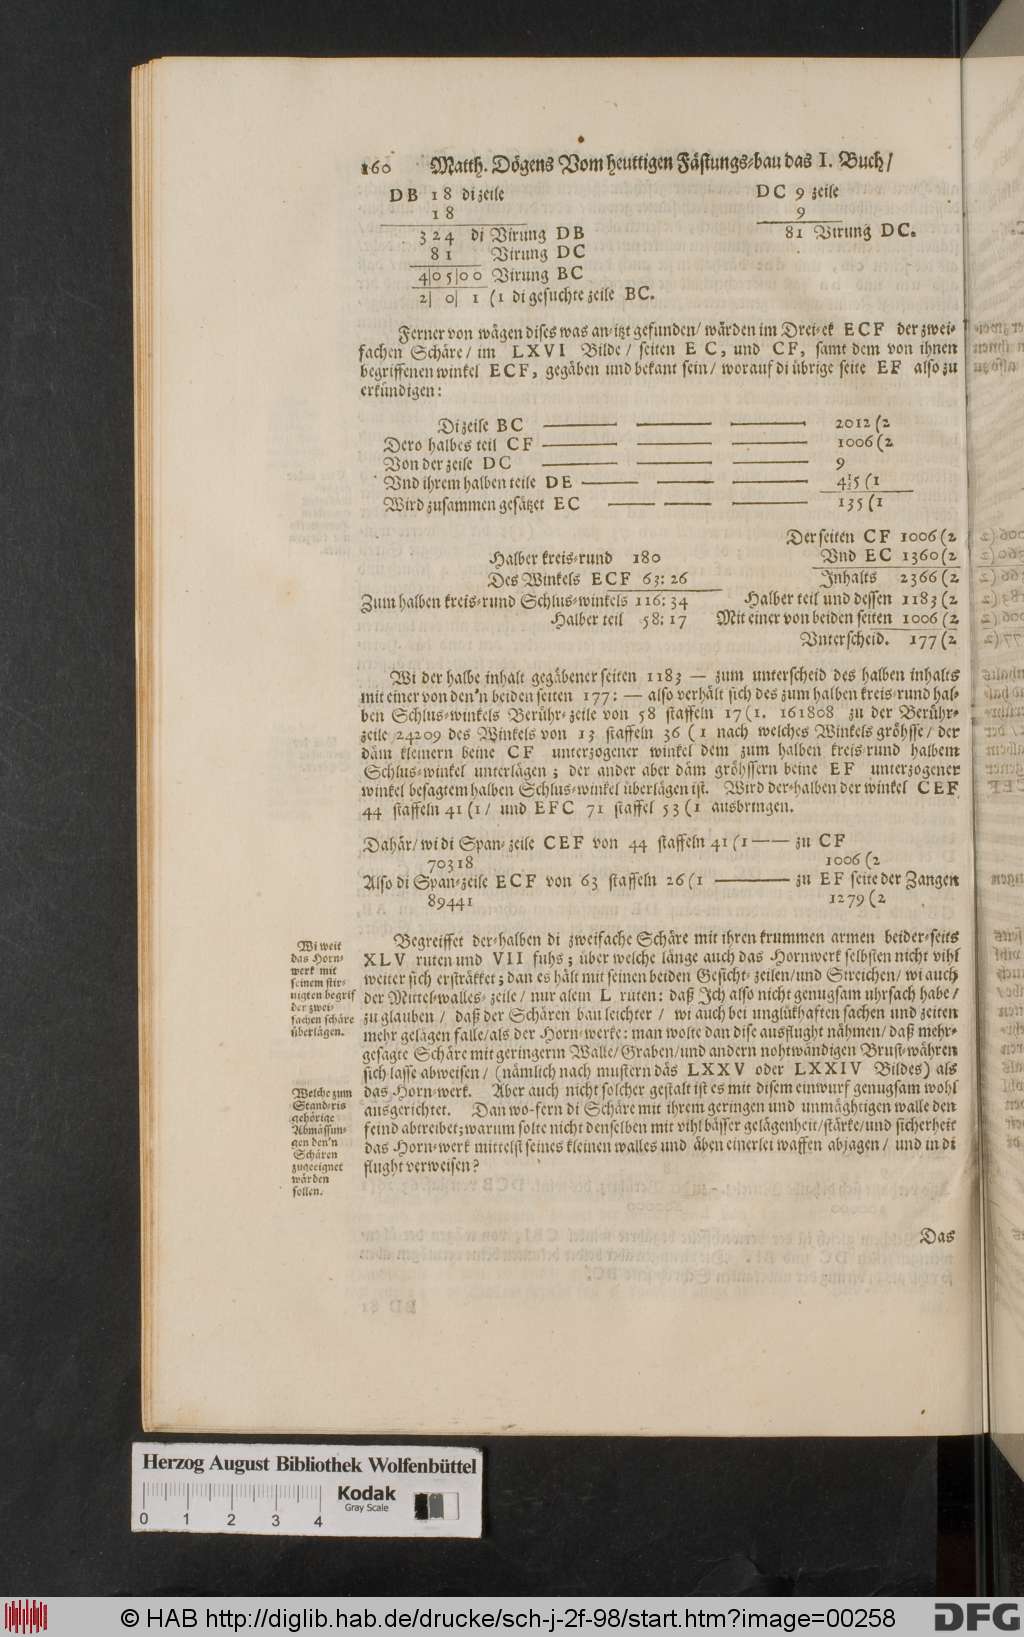 160 Matth. Dögens Vom heuttigen Fästungs-bau das I. Buch/
DB 18 di zeile DC 9 zeile
18 9
324 di Virung DB 81 Virung DC.
81 Virung DC
4|05|00 Virung BC
2| 0| 1 (1 di gesuchte zeile BC.
Ferner von wägen dises was an-itzt gefunden/ wärden im Drei-ek ECF der zwei-
fachen Schäre/ im LXVI Bilde/ seiten EC, und CF, samt dem von ihnen
begriffenen winkel ECF, gegäben und bekant sein/ worauf di übrige seite EF also zu
erkündigen:
Di zeile BC 2012 (2
Dero halbes teil CF 1006 (2
Von der zeile DC 9
Vnd ihrem halben teile DE 4 5 (1
Wird zusammen gesätzet EC 135 (1
Der seiten CF 1006 (2
Halber kreis-rund 180 Vnd EC 1360 (2
Des Winkels ECF 63: 26 Inhalts 2366 (2
Zum halben kreis-rund Schlus-winkels 116: 34 Halber teil und dessen 1183 (2
Halber teil 58: 17 Mit einer von beiden seiten 1006 (2
Vnterscheid. 177 (2
Wi der halbe inhalt gegäbener seiten 1183 — zum unterscheid des halben inhalts
mit einer von den'n beiden seiten 177: — also verhält sich des zum halben kreis-rund hal-
ben Schlus-winkels Berühr-zeile von 58 staffeln 17 (1. 161808 zu der Berühr-
zeile 24209 des Winkels von 13 staffeln 36 (1 nach welches Winkels gröhsse/ der
däm kleinern beine CF unterzogener winkel dem zum halben kreis-rund halbem
Schlus-winkel unterlägen; der ander aber däm gröhssern beine EF unterzogener
winkel besagtem halben Schlus-winkel überlägen ist. Wird der-halben der winkel CEF
44 staffeln 41 (1/ und EFC 71 staffel 53 (1 ausbringen.
Dahär/ wi di Span-zeile CEF von 44 staffeln 41 (1 —— zu CF
70318 1006 (2
Also di Span-zeile ECF von 63 staffeln 26 (1 —— zu EF seite der Zangen
89441 1279 (2
Wi weit
das Horn-
werk mit
seinem stir-
nigten begrif
der zwei-
fachen schäre
überlägen.
Begreiffet der-halben di zweifache Schäre mit ihren krummen armen beider-seits
XLV ruten und VII fuhs; über welche länge auch das Hornwerk selbsten nicht vihl
weiter sich ersträkket; dan es hält mit seinen beiden Gesicht-zeilen/ und Streichen/ wi auch
der Mittel-walles-zeile/ nur alein L ruten: daß Ich also nicht genugsam uhrsach habe/
zu glauben/ daß der Schären bau leichter/ wi auch bei unglükhaften sachen und zeiten
mehr gelägen falle/ als der Horn-werke: man wolte dan dise ausflught nähmen/ daß mehr-
gesagte Schäre mit geringerm Walle/ Graben/ und andern nohtwändigen Brust-währen
sich lasse abweisen/ (nämlich nach mustern däs LXXV oder LXXIV Bildes) als
das Horn-werk. Aber auch nicht solcher gestalt ist es mit disem einwurf genugsam wohl
ausgerichtet. Dan wo-fern di Schäre mit ihrem geringen und unmäghtigen walle den
feind abtreibet; warum solte nicht denselben mit vihl bässer gelägenheit/ stärke/ und sicherheit
das Horn-werk mittelst seines kleinen walles und äben einerlei waffen abjagen/ und in di
flught verweisen?
Welche zum
Stand-ris
gehörige
Abmässun-
gen den'n
Schären
zugeeignet
wärden
sollen.
Das
Herzog August Bibliothek Wolfenbüttel
Kodak
Gray Scale
0 1 2 3 4
© HAB http://diglib.hab.de/drucke/sch-j-2f-98/start.htm?image=00258
DFG